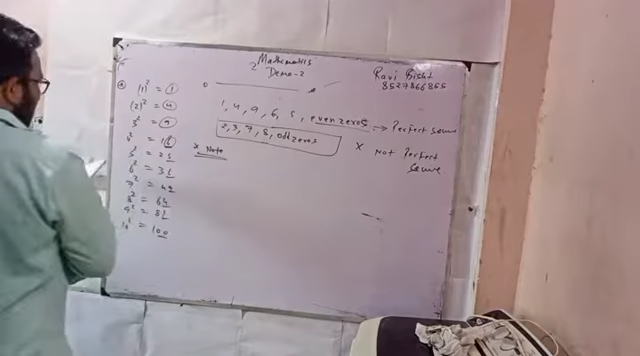 Mathematics
Demo-2
Ravi Bisht
8527866865
(1)² = 1
(2)² = 4
3² = 9
4² = 16
5² = 25
6² = 36
7² = 49
8² = 64
9² = 81
10² = 100
1, 4, 9, 6, 5, even zeros => Perfect
2, 3, 7, 8, odd zeros
x Not Perfect
x Note